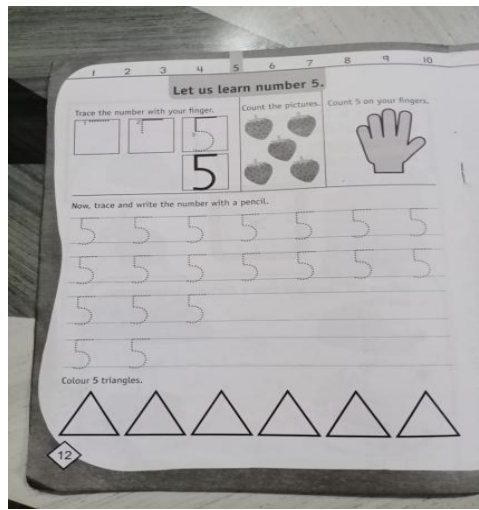 1 2 3 4 5 6 7 8 9 10
Let us learn number 5.
Trace the number with your finger.
5
5
Count the pictures.
Count 5 on your fingers.
Now, trace and write the number with a pencil.
5 5 5 5 5 5 5
5 5 5 5 5 5 5
5 5 5
5 5
Colour 5 triangles.
12